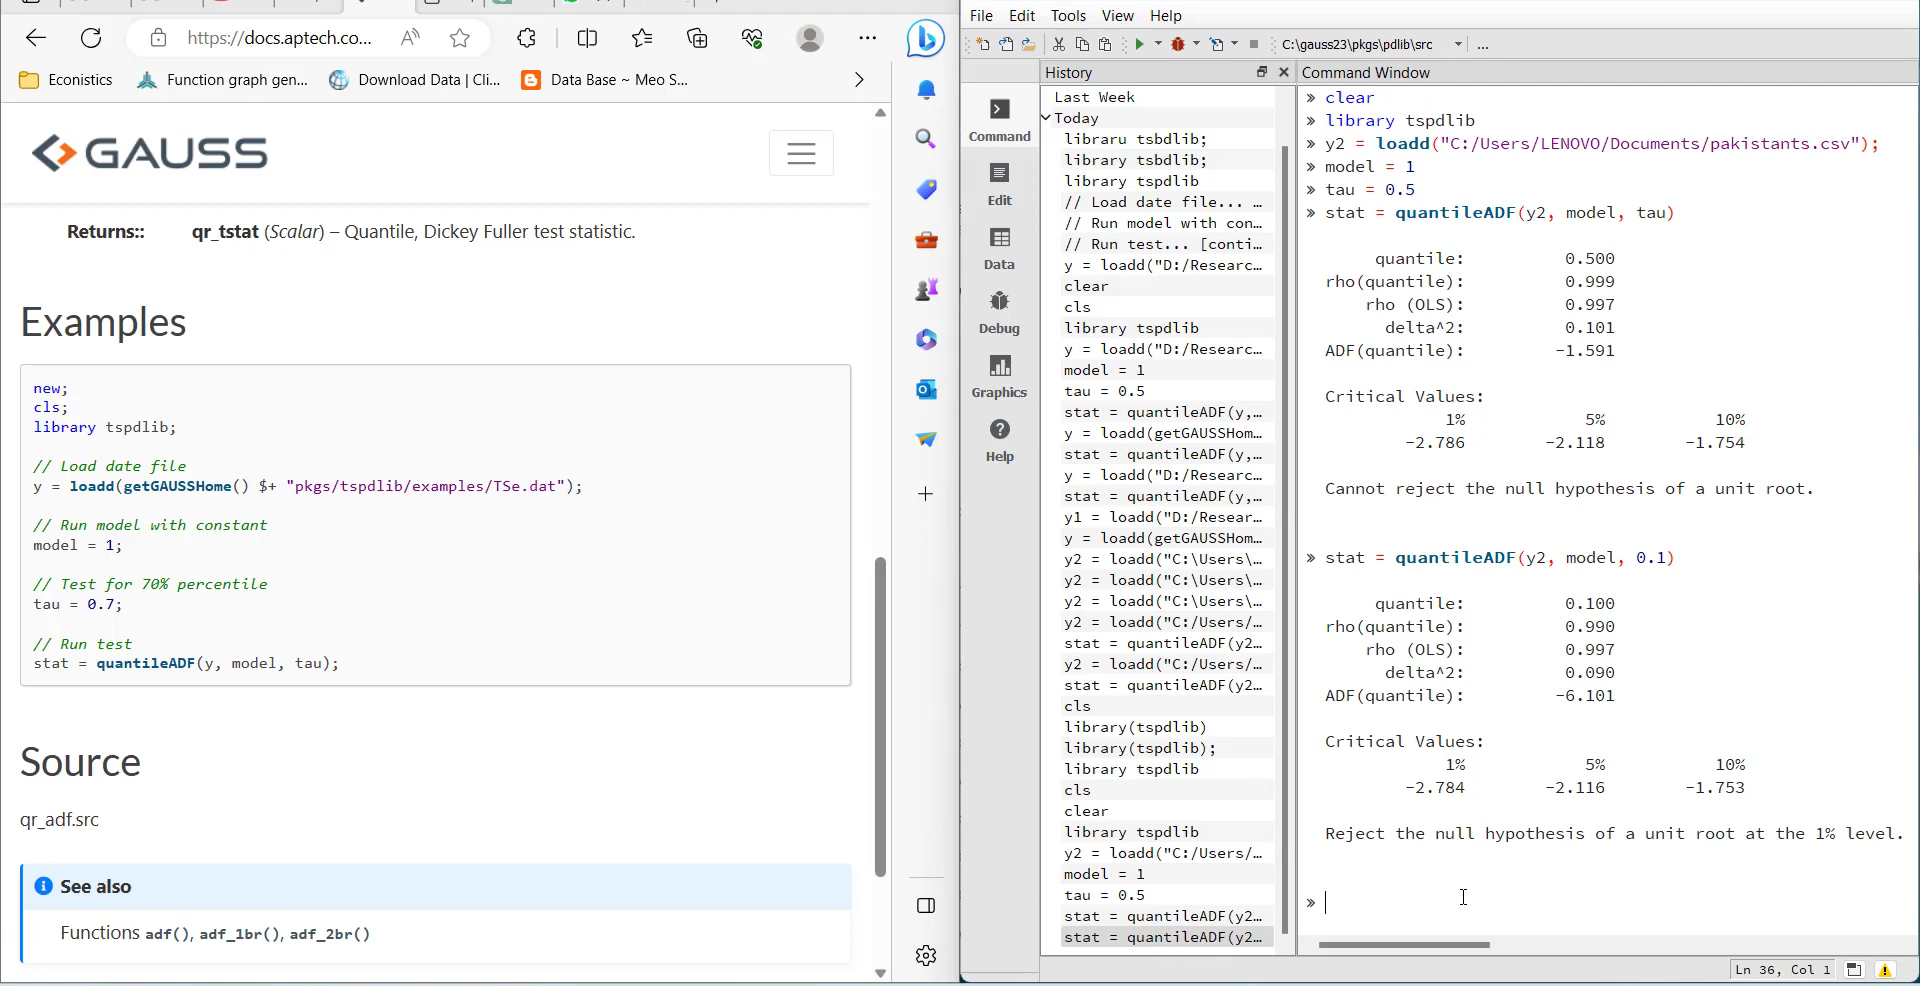 https://docs.aptech.co...
Econistics
Function graph gen...
Download Data | Cli...
Data Base ~ Meo S...
GAUSS
Returns:: qr_tstat (Scalar) – Quantile, Dickey Fuller test statistic.
Examples
new;
cls;
library tspdlib;
// Load date file
y = loadd(getGAUSSHome() $+ "pkgs/tspdlib/examples/TSe.dat");
// Run model with constant
model = 1;
// Test for 70% percentile
tau = 0.7;
// Run test
stat = quantileADF(y, model, tau);
Source
qr_adf.src
See also
Functions adf(), adf_1br(), adf_2br()
File Edit Tools View Help
C:\gauss23\pkgs\pdlib\src
...
Command
Edit
Data
Debug
Graphics
Help
History
Last Week
Today
libraru tsbdlib;
library tsbdlib;
library tspdlib
// Load date file... …
// Run model with con…
// Run test... [conti…
y = loadd("D:/Researc…
clear
cls
library tspdlib
y = loadd("D:/Researc…
model = 1
tau = 0.5
stat = quantileADF(y,…
y = loadd(getGAUSSHom…
stat = quantileADF(y,…
y = loadd("D:/Researc…
stat = quantileADF(y,…
y1 = loadd("D:/Resear…
y = loadd(getGAUSSHom…
y2 = loadd("C:\Users\…
y2 = loadd("C:\Users\…
y2 = loadd("C:\Users\…
y2 = loadd("C:/Users/…
stat = quantileADF(y2…
y2 = loadd("C:/Users/…
stat = quantileADF(y2…
cls
library(tspdlib)
library(tspdlib);
library tspdlib
cls
clear
library tspdlib
y2 = loadd("C:/Users/…
model = 1
tau = 0.5
stat = quantileADF(y2…
stat = quantileADF(y2…
Command Window
» clear
» library tspdlib
» y2 = loadd("C:/Users/LENOVO/Documents/pakistants.csv");
» model = 1
» tau = 0.5
» stat = quantileADF(y2, model, tau)
quantile: 0.500
rho(quantile): 0.999
rho (OLS): 0.997
delta^2: 0.101
ADF(quantile): -1.591
Critical Values:
1% 5% 10%
-2.786 -2.118 -1.754
Cannot reject the null hypothesis of a unit root.
» stat = quantileADF(y2, model, 0.1)
quantile: 0.100
rho(quantile): 0.990
rho (OLS): 0.997
delta^2: 0.090
ADF(quantile): -6.101
Critical Values:
1% 5% 10%
-2.784 -2.116 -1.753
Reject the null hypothesis of a unit root at the 1% level.
»
Ln 36, Col 1